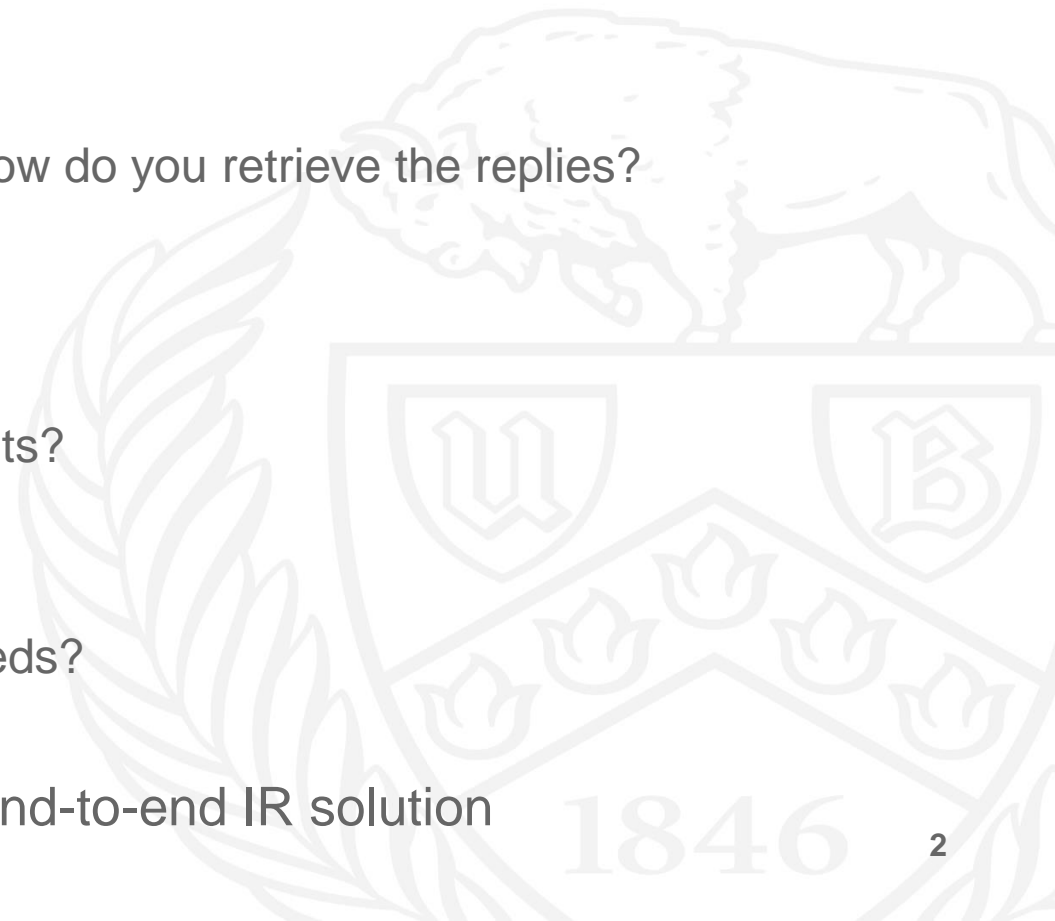 ow do you retrieve the replies?
ts?
eds?
nd-to-end IR solution
U B
1846
2